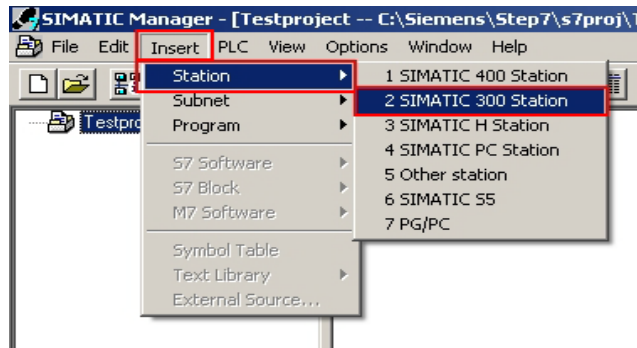 SIMATIC Manager - [Testproject -- C:\Siemens\Step7\s7proj\
File Edit Insert PLC View Options Window Help
Station
Subnet
Program
S7 Software
S7 Block
M7 Software
Symbol Table
Text Library
External Source...
1 SIMATIC 400 Station
2 SIMATIC 300 Station
3 SIMATIC H Station
4 SIMATIC PC Station
5 Other station
6 SIMATIC S5
7 PG/PC
Testpro